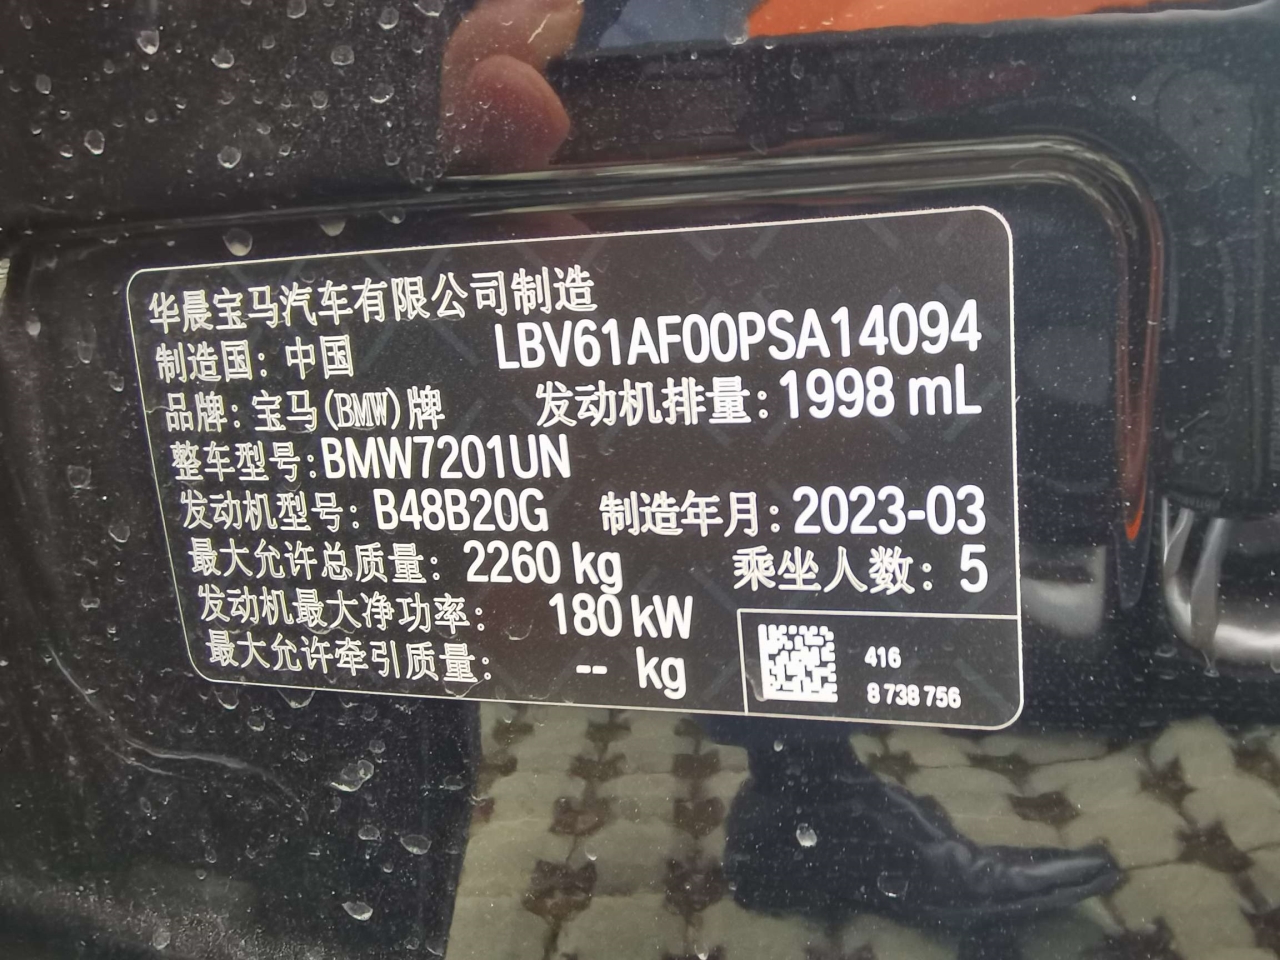 华晨宝马汽车有限公司制造
制造国：中国 LBV61AF00PSA14094
品牌：宝马(BMW)牌 发动机排量：1998 mL
整车型号：BMW7201UN
发动机型号：B48B20G 制造年月：2023-03
最大允许总质量：2260 kg 乘坐人数：5
发动机最大净功率：180 kW
最大允许牵引质量：-- kg
416
8 738 756